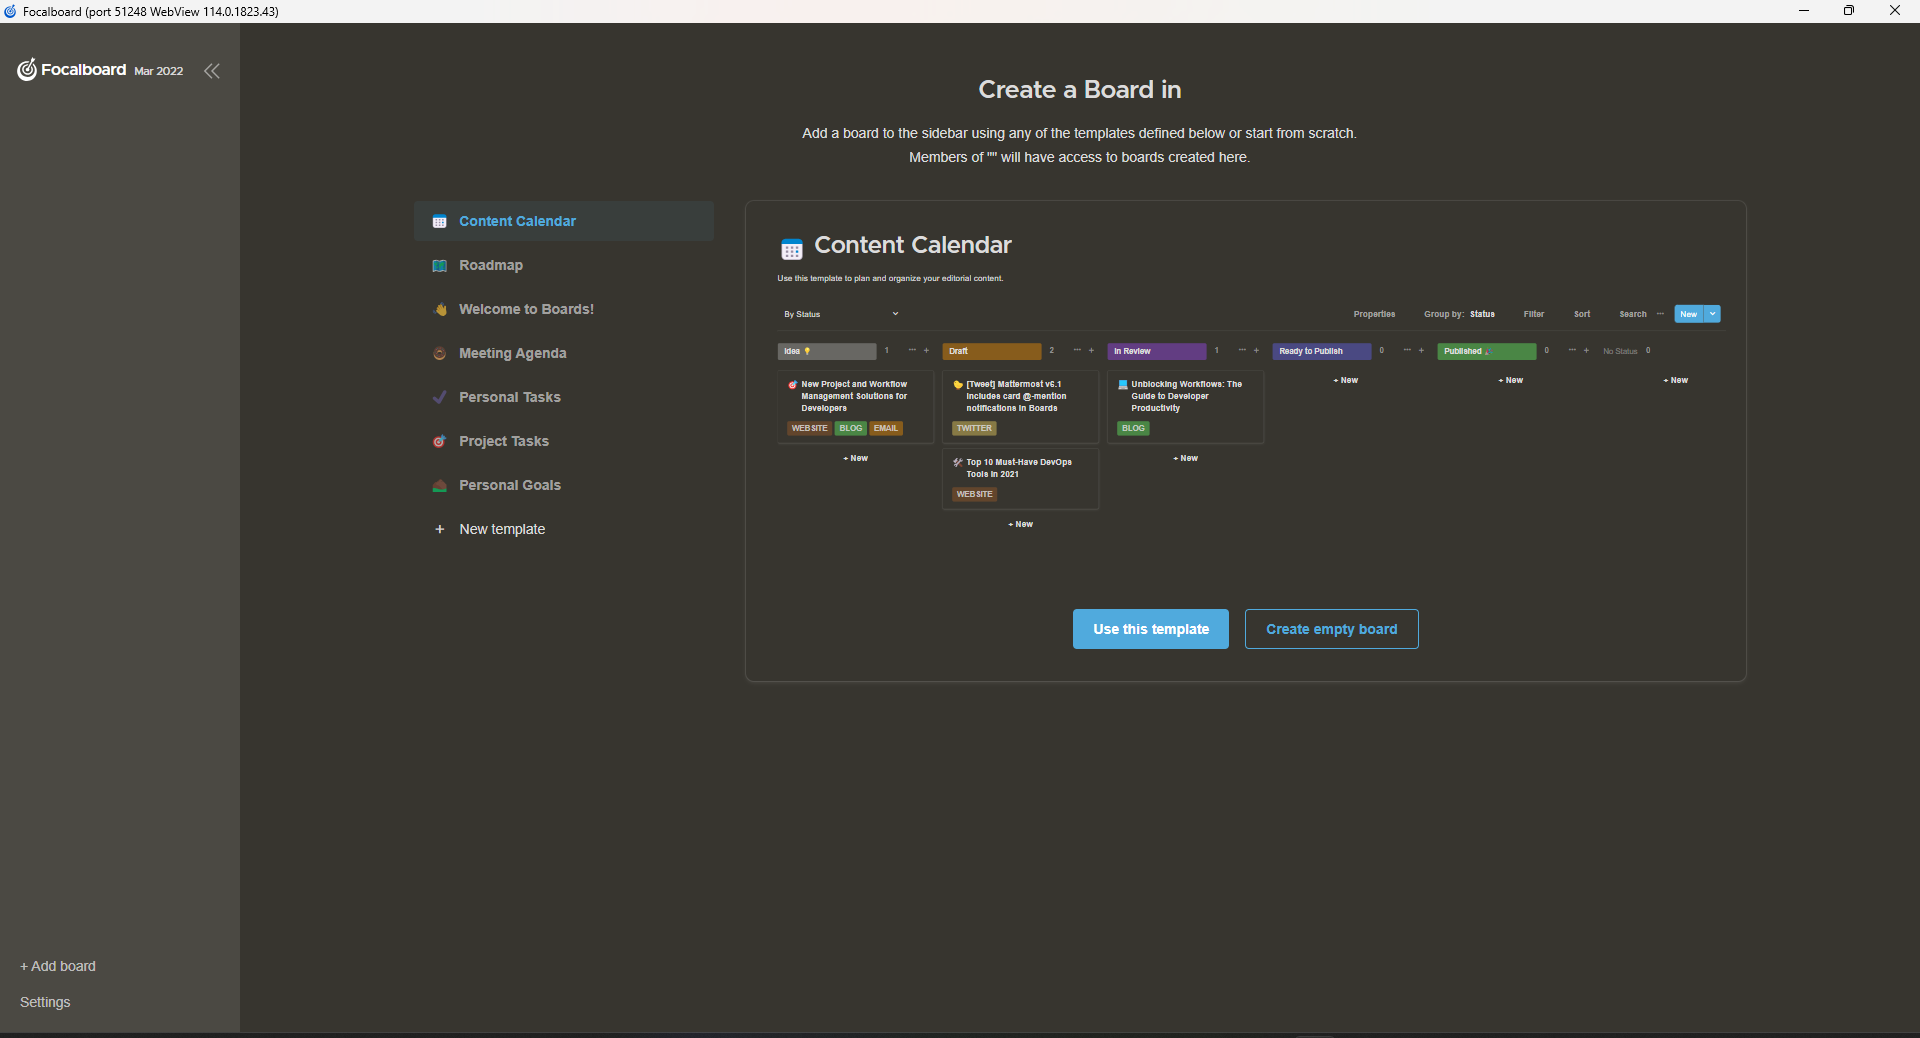 Focalboard (port 51248 WebView 114.0.1823.43)
Focalboard Mar 2022
Create a Board in
Add a board to the sidebar using any of the templates defined below or start from scratch.
Members of "" will have access to boards created here.
Content Calendar
Roadmap
Welcome to Boards!
Meeting Agenda
Personal Tasks
Project Tasks
Personal Goals
+ New template
Content Calendar
Use this template to plan and organize your editorial content.
By Status Properties Group by: Status Filter Sort Search ··· New
Idea 1 ··· + Draft 2 ··· + In Review 1 ··· + Ready to Publish 0 ··· + Published 0 ··· + No Status 0
New Project and Workflow
Management Solutions for
Developers
WEBSITE BLOG EMAIL
+ New
[Tweet] Mattermost v6.1
includes card @-mention
notifications in Boards
TWITTER
Top 10 Must-Have DevOps
Tools in 2021
WEBSITE
+ New
Unblocking Workflows: The
Guide to Developer
Productivity
BLOG
+ New
+ New
+ New
+ New
Use this template
Create empty board
+ Add board
Settings